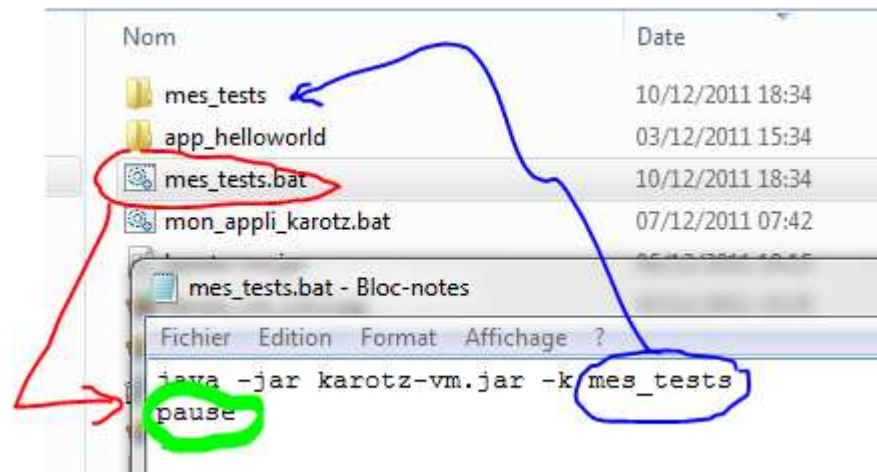 Nom Date
mes_tests 10/12/2011 18:34
app_helloworld 03/12/2011 15:34
mes_tests.bat 10/12/2011 18:34
mon_appli_karotz.bat 07/12/2011 07:42
mes_tests.bat - Bloc-notes
Fichier Edition Format Affichage ?
java -jar karotz-vm.jar -k mes_tests
pause